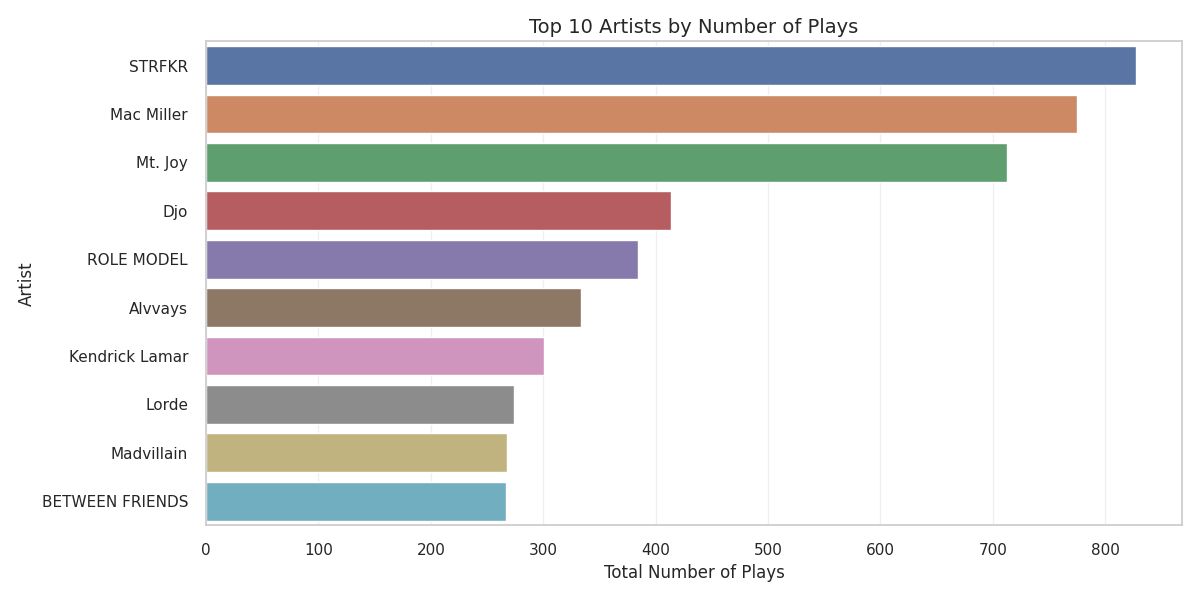 Top 10 Artists by Number of Plays
Artist
STRFKR
Mac Miller
Mt. Joy
Djo
ROLE MODEL
Alvvays
Kendrick Lamar
Lorde
Madvillain
BETWEEN FRIENDS
0 100 200 300 400 500 600 700 800
Total Number of Plays